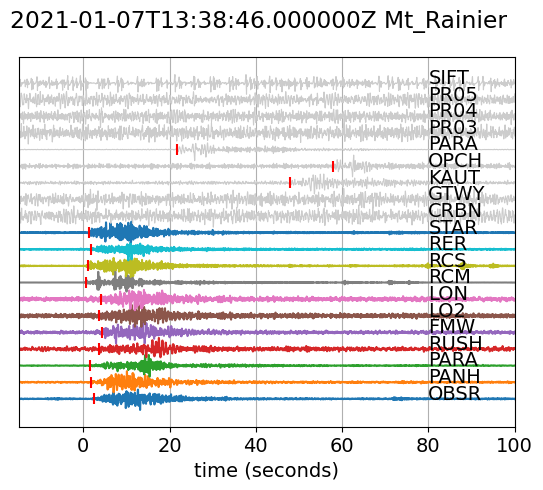 2021-01-07T13:38:46.000000Z Mt_Rainier
SIFT
PR05
PR04
PR03
PARA
OPCH
KAUT
GTWY
CRBN
STAR
RER
RCS
RCM
LON
LO2
FMW
RUSH
PARA
PANH
OBSR
0 20 40 60 80 100
time (seconds)